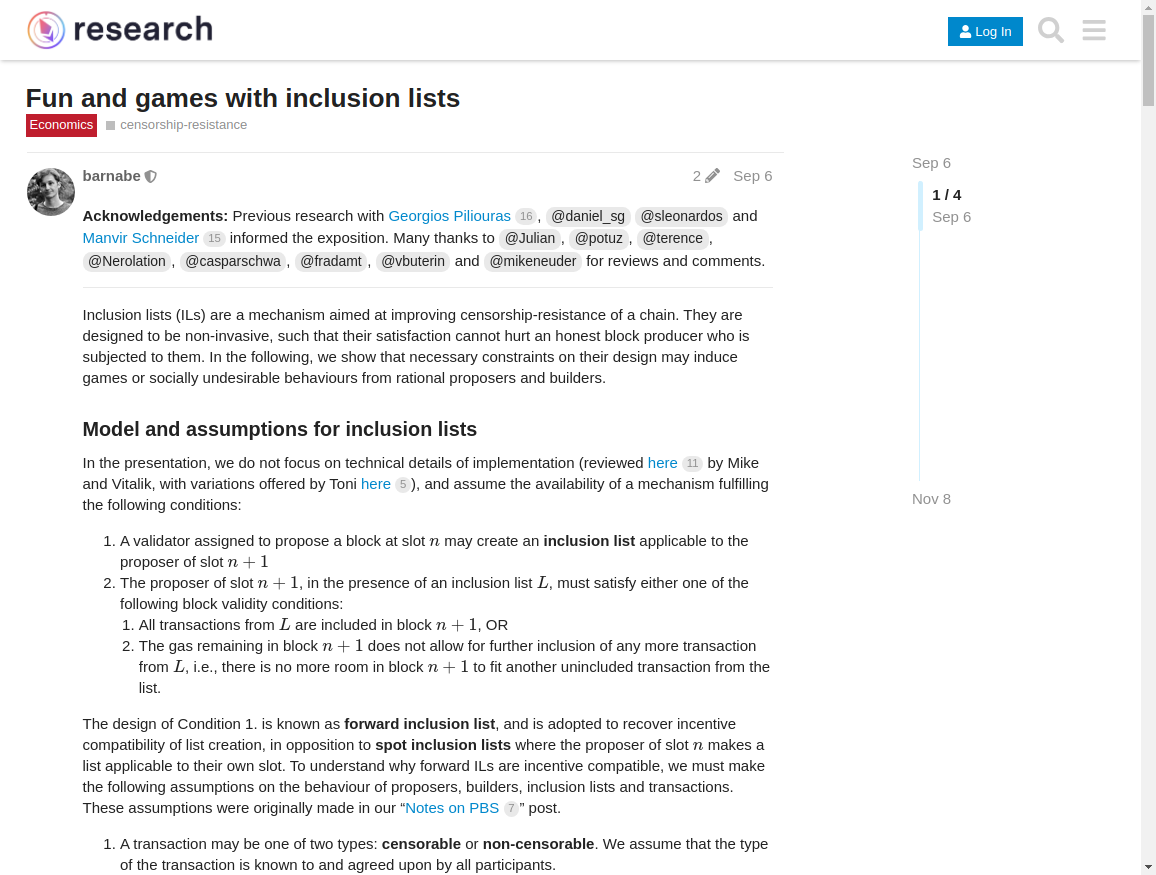 research
Log In
Fun and games with inclusion lists
Economics censorship-resistance
barnabe 2 Sep 6
Acknowledgements: Previous research with Georgios Piliouras 16 , @daniel_sg @sleonardos and
Manvir Schneider 15 informed the exposition. Many thanks to @Julian , @potuz , @terence ,
@Nerolation , @casparschwa , @fradamt , @vbuterin and @mikeneuder for reviews and comments.
Inclusion lists (ILs) are a mechanism aimed at improving censorship-resistance of a chain. They are
designed to be non-invasive, such that their satisfaction cannot hurt an honest block producer who is
subjected to them. In the following, we show that necessary constraints on their design may induce
games or socially undesirable behaviours from rational proposers and builders.
Model and assumptions for inclusion lists
In the presentation, we do not focus on technical details of implementation (reviewed here 11 by Mike
and Vitalik, with variations offered by Toni here 5 ), and assume the availability of a mechanism fulfilling
the following conditions:
1. A validator assigned to propose a block at slot n may create an inclusion list applicable to the
proposer of slot n + 1
2. The proposer of slot n + 1, in the presence of an inclusion list L, must satisfy either one of the
following block validity conditions:
1. All transactions from L are included in block n + 1, OR
2. The gas remaining in block n + 1 does not allow for further inclusion of any more transaction
from L, i.e., there is no more room in block n + 1 to fit another unincluded transaction from the
list.
The design of Condition 1. is known as forward inclusion list, and is adopted to recover incentive
compatibility of list creation, in opposition to spot inclusion lists where the proposer of slot n makes a
list applicable to their own slot. To understand why forward ILs are incentive compatible, we must make
the following assumptions on the behaviour of proposers, builders, inclusion lists and transactions.
These assumptions were originally made in our “Notes on PBS 7 ” post.
1. A transaction may be one of two types: censorable or non-censorable. We assume that the type
of the transaction is known to and agreed upon by all participants.
Sep 6
1 / 4
Sep 6
Nov 8